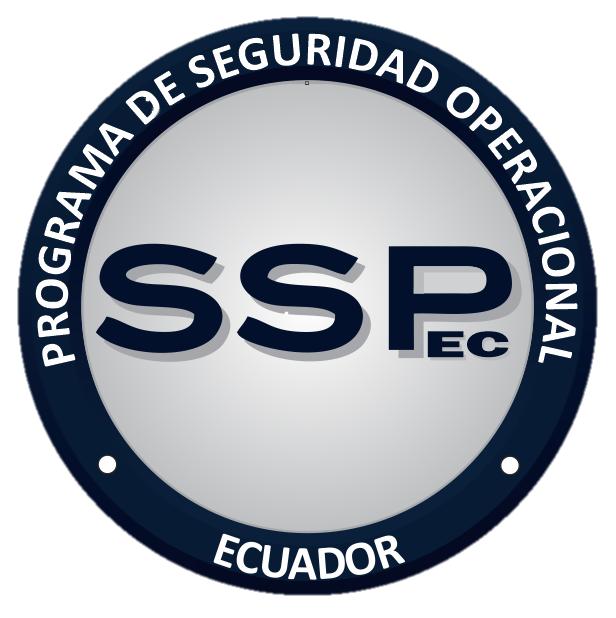 PROGRAMA DE SEGURIDAD OPERACIONAL
SSP
EC
ECUADOR